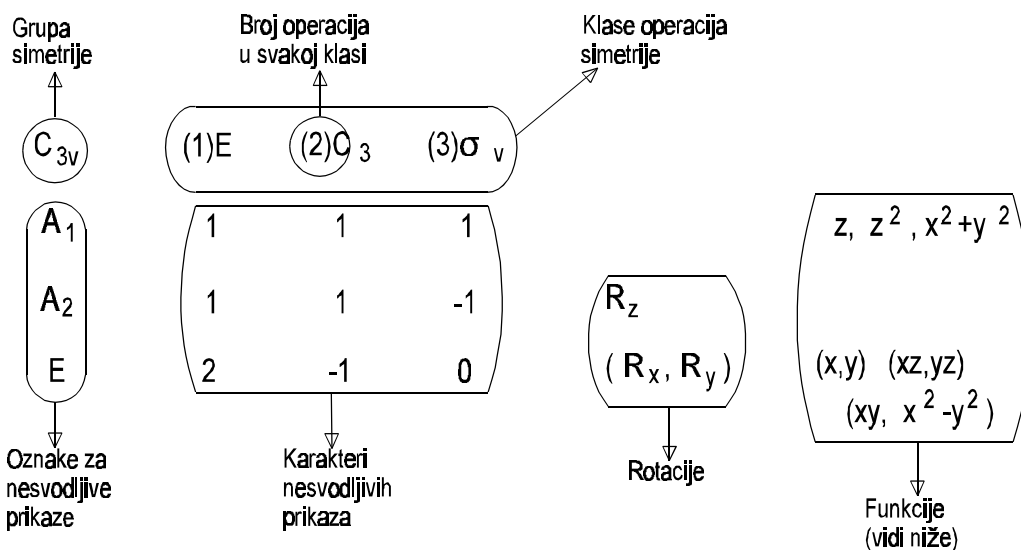 Grupa
simetrije
Broj operacija
u svakoj klasi
Klase operacija
simetrije
C3v (1)E (2)C3 (3)σv
A1 1 1 1 z, z², x²+y²
A2 1 1 -1 Rz
E 2 -1 0 (Rx, Ry) (x,y) (xz,yz)
(xy, x²-y²)
Oznake za
nesvodljive
prikaze
Karakteri
nesvodljivih
prikaza
Rotacije
Funkcije
(vidi niže)